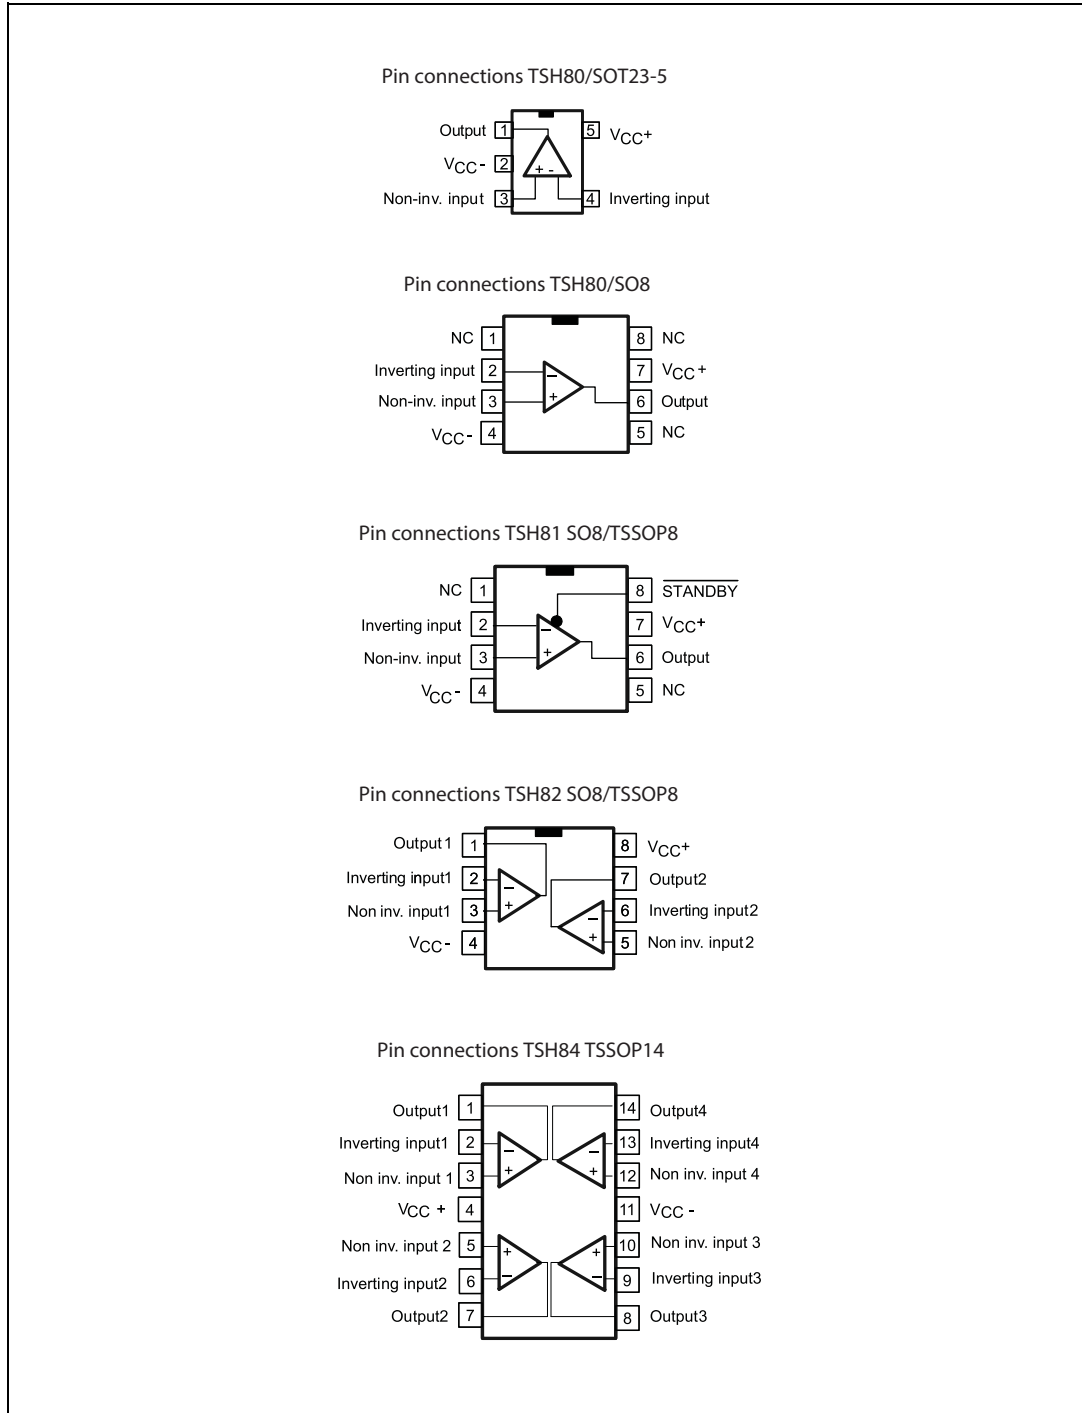 Pin connections TSH80/SOT23-5
Output 1 5 VCC+
VCC- 2
+ -
Non-inv. input 3 4 Inverting input
Pin connections TSH80/SO8
NC 1 8 NC
Inverting input 2 − 7 VCC+
Non-inv. input 3 + 6 Output
VCC- 4 5 NC
Pin connections TSH81 SO8/TSSOP8
NC 1 8 STANDBY
Inverting input 2 − 7 VCC+
Non-inv. input 3 + 6 Output
VCC- 4 5 NC
Pin connections TSH82 SO8/TSSOP8
Output1 1 8 VCC+
Inverting input1 2 − 7 Output2
Non inv. input1 3 + − 6 Inverting input2
VCC- 4 + 5 Non inv. input2
Pin connections TSH84 TSSOP14
Output1 1 14 Output4
Inverting input1 2 − − 13 Inverting input4
Non inv. input 1 3 + + 12 Non inv. input 4
VCC + 4 11 VCC -
Non inv. input 2 5 + + 10 Non inv. input 3
Inverting input2 6 − − 9 Inverting input3
Output2 7 8 Output3